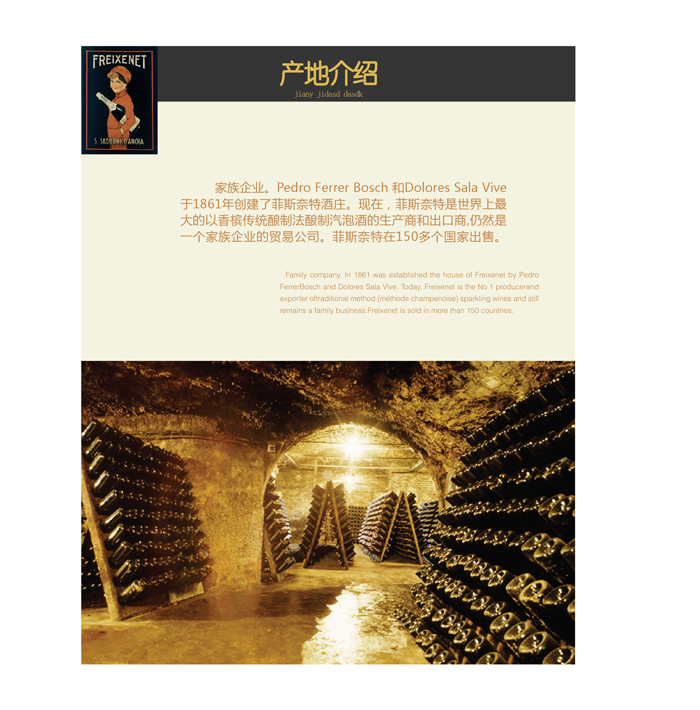 FREIXENET
S. SADURNI D'ANOIA
产地介绍
jiany jidasd dasdk
家族企业。Pedro Ferrer Bosch 和Dolores Sala Vive
于1861年创建了菲斯奈特酒庄。现在，菲斯奈特是世界上最
大的以香槟传统酿制法酿制汽泡酒的生产商和出口商,仍然是
一个家族企业的贸易公司。菲斯奈特在150多个国家出售。
Family company. In 1861 was established the house of Freixenet by Pedro
FerrerBosch and Dolores Sala Vive. Today, Freixenet is the No.1 producerand
exporter oftraditional method (méthode champenoise) sparkling wines and still
remains a family business.Freixenet is sold in more than 150 countries.